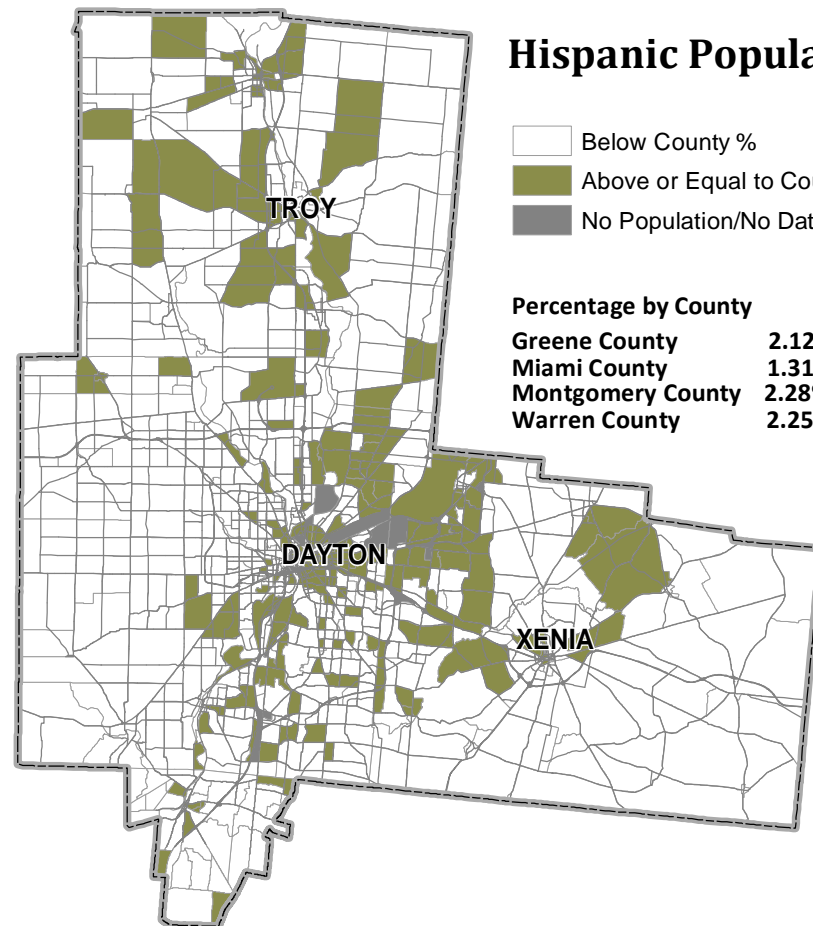 Hispanic Popula
Below County %
Above or Equal to Cou
No Population/No Dat
Percentage by County
Greene County 2.12
Miami County 1.31
Montgomery County 2.28%
Warren County 2.25
TROY
DAYTON
XENIA